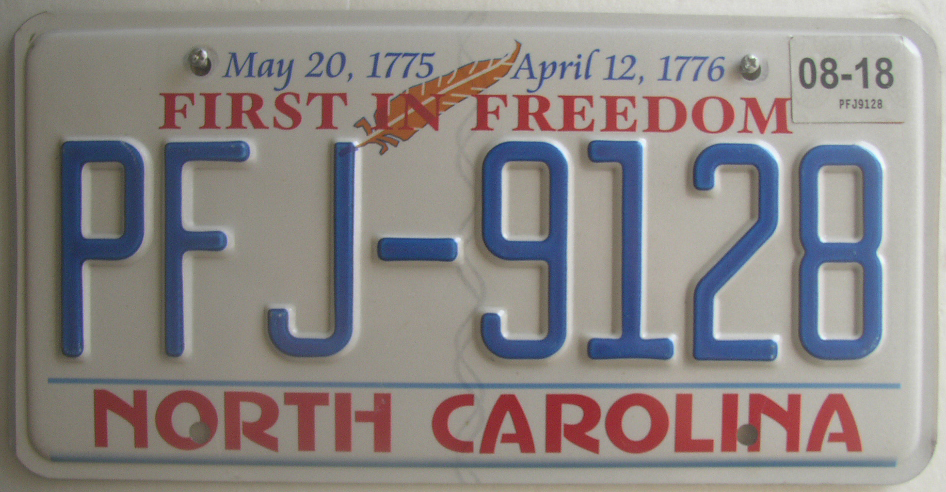 May 20, 1775 April 12, 1776
08-18
PFJ9128
FIRST IN FREEDOM
PFJ-9128
NORTH CAROLINA